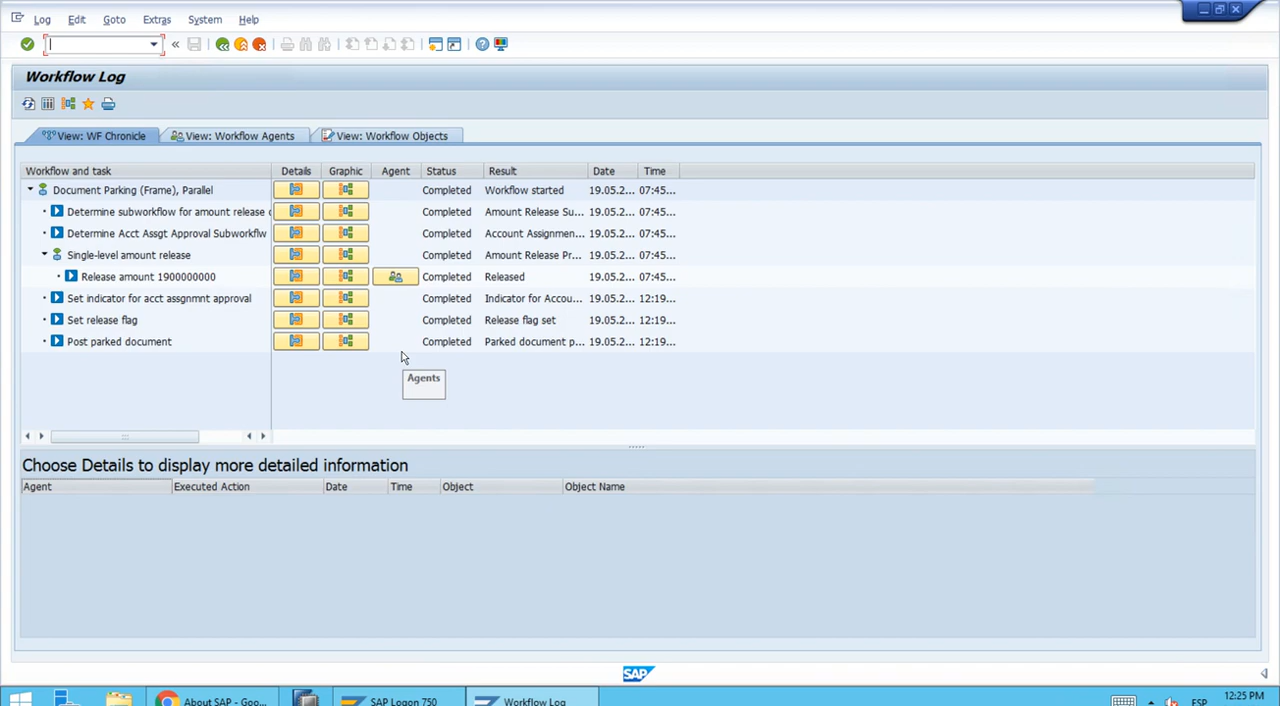 Log Edit Goto Extras System Help
Workflow Log
View: WF Chronicle View: Workflow Agents View: Workflow Objects
Workflow and task Details Graphic Agent Status Result Date Time
Document Parking (Frame), Parallel Completed Workflow started 19.05.2... 07:45...
Determine subworkflow for amount release Completed Amount Release Su... 19.05.2... 07:45...
Determine Acct Assgt Approval Subworkflw Completed Account Assignmen... 19.05.2... 07:45...
Single-level amount release Completed Amount Release Pr... 19.05.2... 07:45...
Release amount 1900000000 Completed Released 19.05.2... 07:45...
Set indicator for acct assgnmnt approval Completed Indicator for Accou... 19.05.2... 12:19...
Set release flag Completed Release flag set 19.05.2... 12:19...
Post parked document Completed Parked document p... 19.05.2... 12:19...
Agents
Choose Details to display more detailed information
Agent Executed Action Date Time Object Object Name
SAP
About SAP - Goo... SAP Logon 750 Workflow Log ESP 12:25 PM